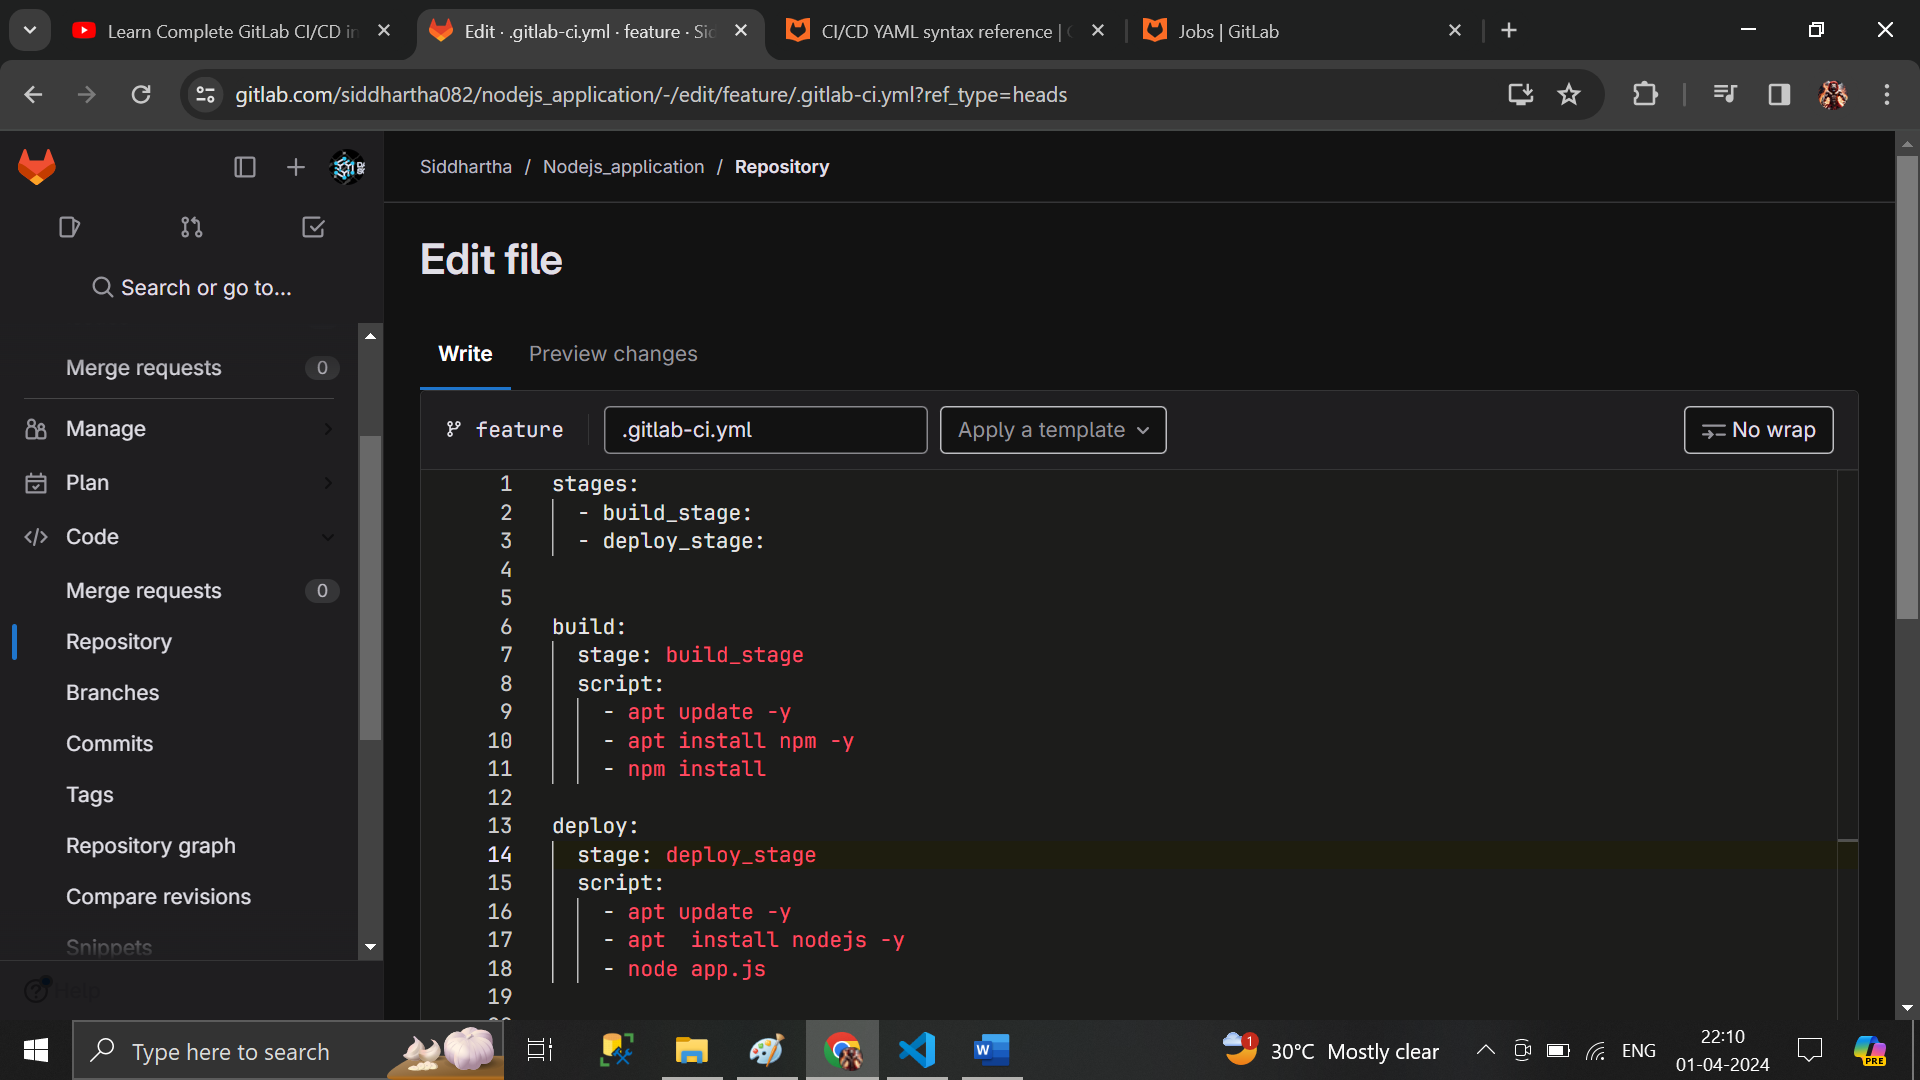 Learn Complete GitLab CI/CD in
Edit · .gitlab-ci.yml · feature · Sid
CI/CD YAML syntax reference |
Jobs | GitLab
gitlab.com/siddhartha082/nodejs_application/-/edit/feature/.gitlab-ci.yml?ref_type=heads
Siddhartha / Nodejs_application / Repository
Search or go to...
Merge requests 0
Manage
Plan
Code
Merge requests 0
Repository
Branches
Commits
Tags
Repository graph
Compare revisions
Snippets
Help
Edit file
Write Preview changes
feature .gitlab-ci.yml Apply a template No wrap
1 stages:
2 - build_stage:
3 - deploy_stage:
4
5
6 build:
7 stage: build_stage
8 script:
9 - apt update -y
10 - apt install npm -y
11 - npm install
12
13 deploy:
14 stage: deploy_stage
15 script:
16 - apt update -y
17 - apt  install nodejs -y
18 - node app.js
19
Type here to search
1
30°C Mostly clear
ENG
22:10
01-04-2024
PRE